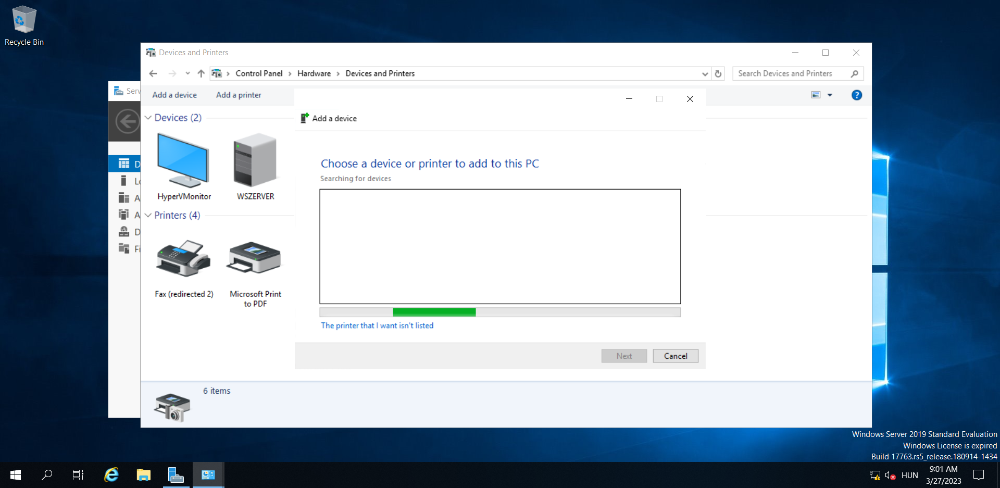 Recycle Bin
Devices and Printers
Control Panel
Hardware
Devices and Printers
Search Devices and Printers
Serv
Add a device
Add a printer
Add a device
Devices (2)
HyperVMonitor
WSZERVER
Choose a device or printer to add to this PC
Searching for devices
D
Lo
A
A
D
Fi
Printers (4)
Fax (redirected 2)
Microsoft Print
to PDF
The printer that I want isn't listed
Next
Cancel
6 items
Windows Server 2019 Standard Evaluation
Windows License is expired
Build 17763.rs5_release.180914-1434
HUN
9:01 AM
3/27/2023